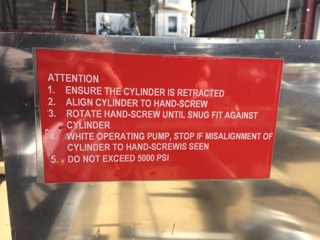 ATTENTION
1. ENSURE THE CYLINDER IS RETRACTED
2. ALIGN CYLINDER TO HAND-SCREW
3. ROTATE HAND-SCREW UNTIL SNUG FIT AGAINST
CYLINDER
4. WHITE OPERATING PUMP, STOP IF MISALIGNMENT OF
CYLINDER TO HAND-SCREWIS SEEN
5. DO NOT EXCEED 5000 PSI